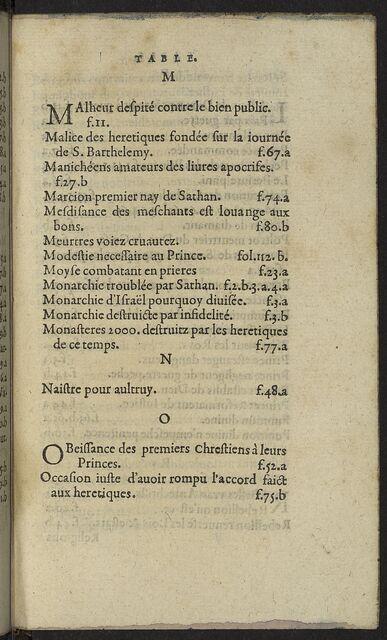 TABLE.
M
MAlheur despité contre le bien public.
f.11.
Malice des heretiques fondée sur la iournée
de S. Barthelemy. f.67.a
Manichéens amateurs des liures apocrifes.
f.27.b
Marcion premier nay de Sathan. f.74.a
Mesdisance des meschants est louange aux
bons. f.80.b
Meurtres voiez cruautez.
Modestie necessaire au Prince. fol.112.b.
Moyse combatant en prieres f.23.a
Monarchie troublée par Sathan. f.2.b.3.a.4.a
Monarchie d'Israël pourquoy diuisée. f.3.a
Monarchie destruicte par infidelité. f.3.b
Monasteres 2000. destruitz par les heretiques
de ce temps. f.77.a
N
Naistre pour aultruy. f.48.a
O
OBeissance des premiers Chrestiens à leurs
Princes. f.52.a
Occasion iuste d'auoir rompu l'accord faict
aux heretiques. f.75.b